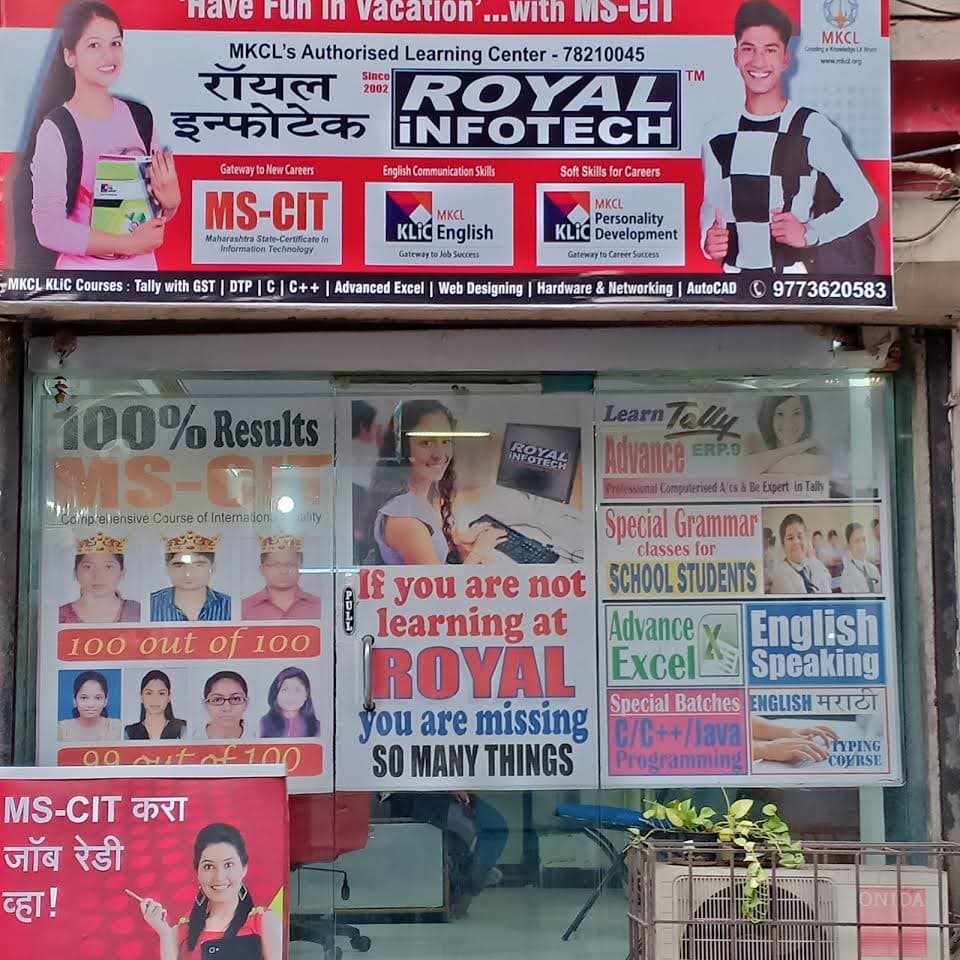 'Have Fun in Vacation'...with MS-CIT
MKCL
Creating a Knowledge Lit World
www.mkcl.org
MKCL's Authorised Learning Center - 78210045
रॉयल
इन्फोटेक
Since
2002
ROYAL
iNFOTECH
TM
Gateway to New Careers
MS-CIT
Maharashtra State-Certificate In
Information Technology
English Communication Skills
MKCL
KLiC English
Gateway to Job Success
Soft Skills for Careers
MKCL
Personality
KLiC Development
Gateway to Career Success
MKCL KLiC Courses : Tally with GST | DTP | C | C++ | Advanced Excel | Web Designing | Hardware & Networking | AutoCAD 9773620583
100% Results
MS-CIT
Comprehensive Course of International Quality
100 out of 100
99 out of 100
ROYAL
INFOTECH
If you are not
learning at
ROYAL
you are missing
SO MANY THINGS
PULL
Learn Tally
Advance ERP.9
Professional Computerised A/cs & Be Expert in Tally
Special Grammar
classes for
SCHOOL STUDENTS
Advance
Excel
English
Speaking
Special Batches
C/C++/Java
Programming
ENGLISH मराठी
TYPING
COURSE
MS-CIT करा
जॉब रेडी
व्हा!
ONIDA